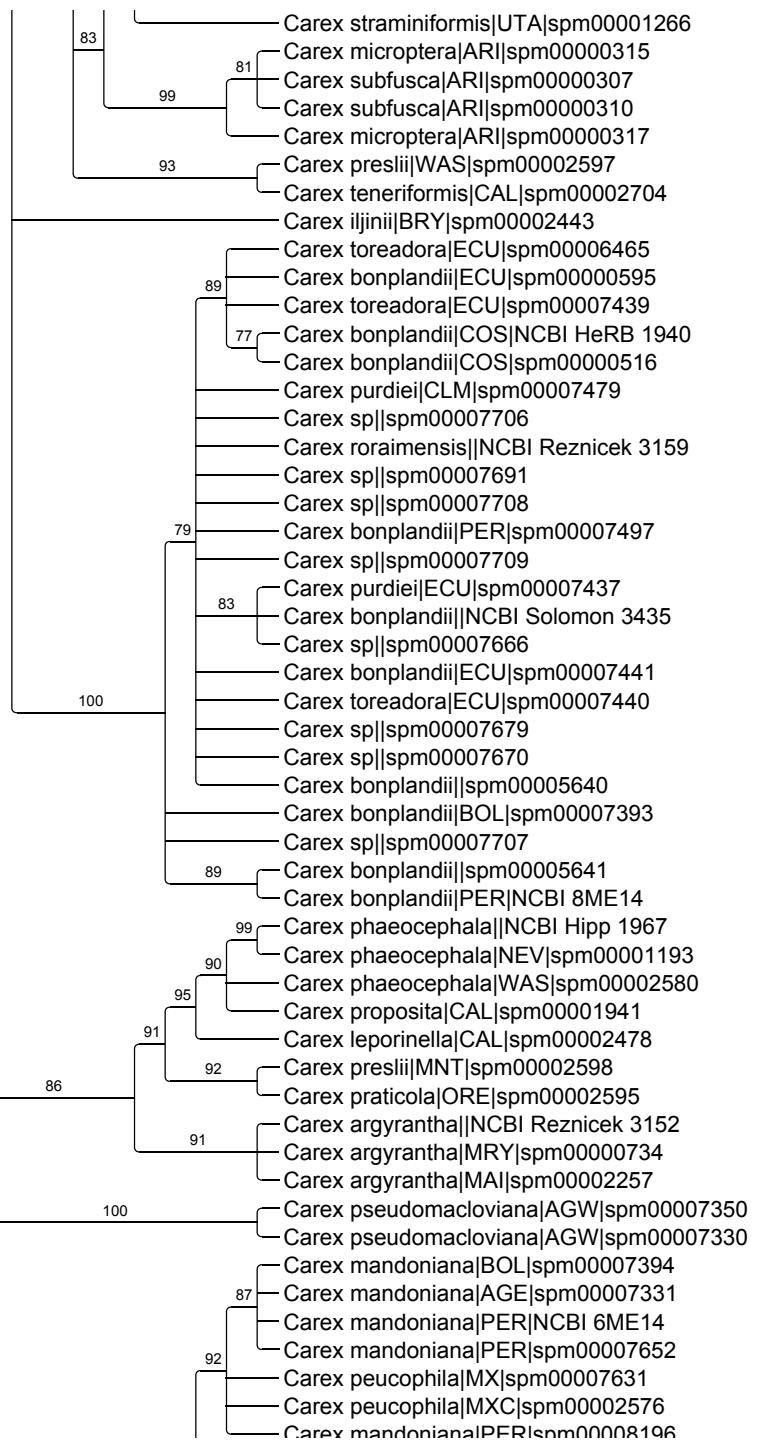 Carex straminiformis|UTA|spm00001266
83
Carex microptera|ARI|spm00000315
81
Carex subfusca|ARI|spm00000307
99
Carex subfusca|ARI|spm00000310
Carex microptera|ARI|spm00000317
93
Carex preslii|WAS|spm00002597
Carex teneriformis|CAL|spm00002704
Carex iljinii|BRY|spm00002443
Carex toreadora|ECU|spm00006465
89
Carex bonplandii|ECU|spm00000595
Carex toreadora|ECU|spm00007439
77
Carex bonplandii|COS|NCBI HeRB 1940
Carex bonplandii|COS|spm00000516
Carex purdiei|CLM|spm00007479
Carex sp||spm00007706
Carex roraimensis||NCBI Reznicek 3159
Carex sp||spm00007691
Carex sp||spm00007708
79
Carex bonplandii|PER|spm00007497
Carex sp||spm00007709
Carex purdiei|ECU|spm00007437
83
Carex bonplandii||NCBI Solomon 3435
Carex sp||spm00007666
Carex bonplandii|ECU|spm00007441
100
Carex toreadora|ECU|spm00007440
Carex sp||spm00007679
Carex sp||spm00007670
Carex bonplandii||spm00005640
Carex bonplandii|BOL|spm00007393
Carex sp||spm00007707
89
Carex bonplandii||spm00005641
Carex bonplandii|PER|NCBI 8ME14
99
Carex phaeocephala||NCBI Hipp 1967
Carex phaeocephala|NEV|spm00001193
90
Carex phaeocephala|WAS|spm00002580
95
Carex proposita|CAL|spm00001941
91
Carex leporinella|CAL|spm00002478
92
Carex preslii|MNT|spm00002598
86
Carex praticola|ORE|spm00002595
Carex argyrantha||NCBI Reznicek 3152
91
Carex argyrantha|MRY|spm00000734
Carex argyrantha|MAI|spm00002257
100
Carex pseudomacloviana|AGW|spm00007350
Carex pseudomacloviana|AGW|spm00007330
Carex mandoniana|BOL|spm00007394
87
Carex mandoniana|AGE|spm00007331
Carex mandoniana|PER|NCBI 6ME14
Carex mandoniana|PER|spm00007652
92
Carex peucophila|MX|spm00007631
Carex peucophila|MXC|spm00002576
Carex mandoniana|PER|spm00008196